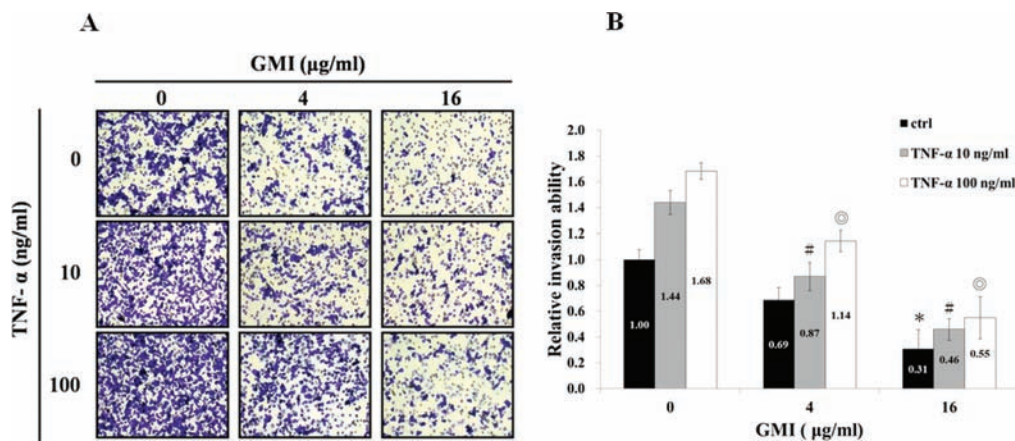 A
GMI (μg/ml)
0 4 16
TNF- α (ng/ml)
0
10
100
B
ctrl
TNF-α 10 ng/ml
TNF-α 100 ng/ml
Relative invasion ability
2.0
1.8
1.6
1.4
1.2
1.0
0.8
0.6
0.4
0.2
0.0
1.00 1.44 1.68
0.69 0.87 1.14
0.31 0.46 0.55
# ◎
* # ◎
0 4 16
GMI ( μg/ml)